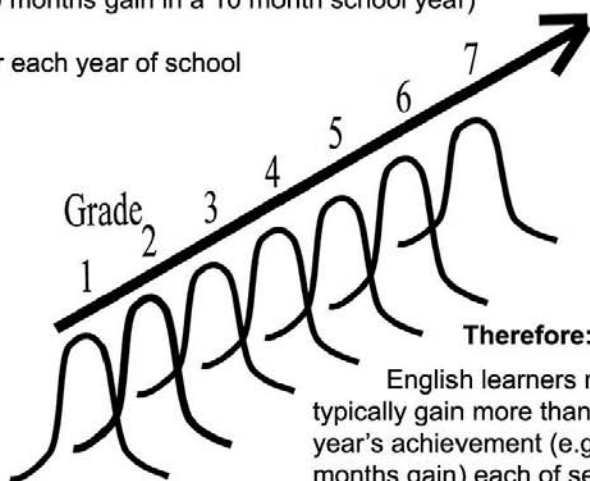 months gain in a 10 month school year)
each year of school
7
6
5
4
3
Grade
2
1
Therefore:
English learners
typically gain more than
year's achievement (e.g
months gain) each of se